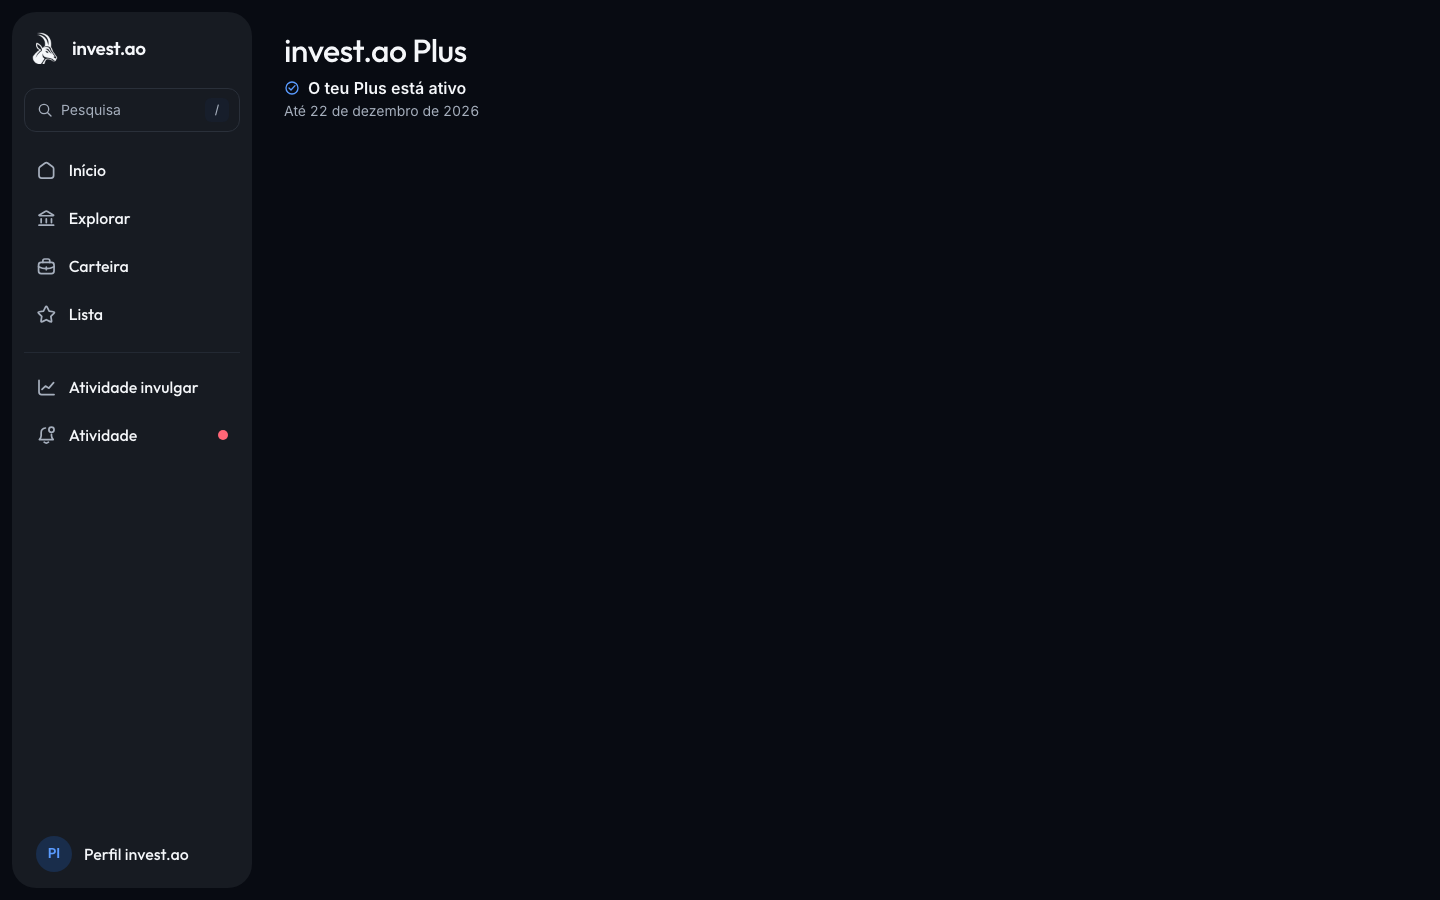 invest.ao
Pesquisa /
Início
Explorar
Carteira
Lista
Atividade invulgar
Atividade
PI Perfil invest.ao
invest.ao Plus
O teu Plus está ativo
Até 22 de dezembro de 2026